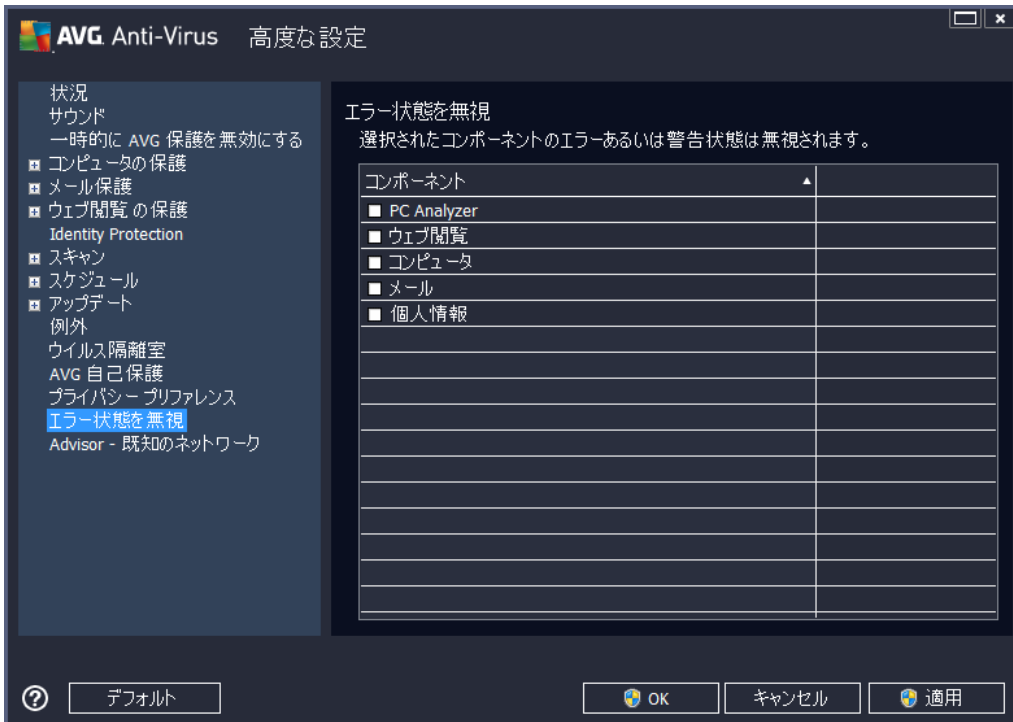 AVG. Anti-Virus 高度な設定
状況
サウンド
一時的に AVG 保護を無効にする
コンピュータの保護
メール保護
ウェブ閲覧 の保護
Identity Protection
スキャン
スケジュール
アップデート
例外
ウイルス隔離室
AVG 自己保護
プライバシー プリファレンス
エラー状態を無視
Advisor - 既知のネットワーク
エラー状態を無視
選択されたコンポーネントのエラーあるいは警告状態は無視されます。
コンポーネント
PC Analyzer
ウェブ閲覧
コンピュータ
メール
個人情報
デフォルト
OK
キャンセル
適用